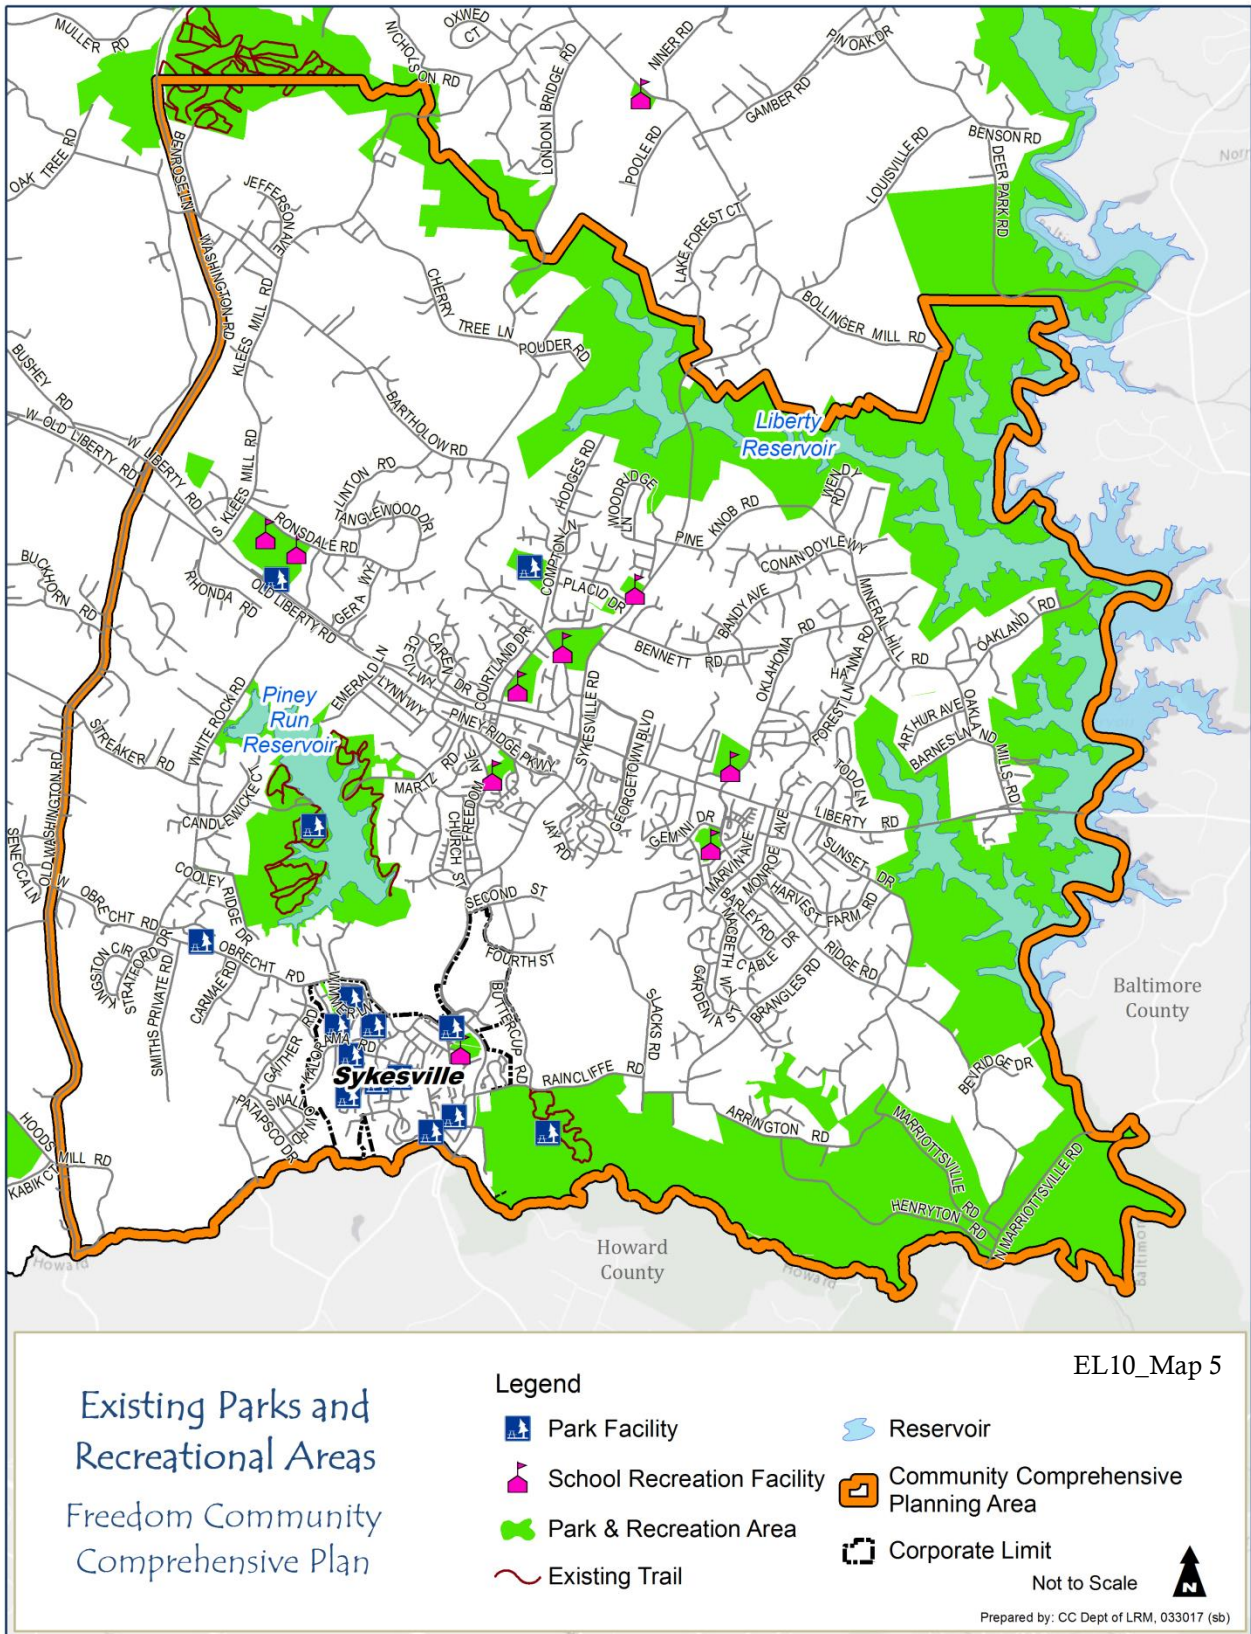 MULLER RD
NICHOLSON RD
OXWED CT
LONDON BRIDGE RD
NINER RD
PIN OAK DR
GAMBER RD
POOLE RD
LOUISVILLE RD
BENSON RD
DEER PARK RD
OAK TREE RD
BENROSE LN
JEFFERSON AVE
WASHINGTON RD
KLEES MILL RD
CHERRY TREE LN
POUDER RD
LAKE FOREST CT
BOLLINGER MILL RD
BUSHEY RD
W OLD LIBERTY RD
W LIBERTY RD
S KLEES MILL RD
BARTHOLOW RD
Liberty
Reservoir
LINTON RD
RONSDALE RD
TANGLEWOOD DR
HODGES RD
WOODRIDGE LN
COMPTON LN
PINE KNOB RD
WENDY RD
CONAN DOYLE WY
BUCKHORN RD
RHONDA RD
OLD LIBERTY RD
GERA WY
PLACID DR
BANDY AVE
MINERAL HILL RD
OAKLAND RD
BENNETT RD
OKLAHOMA RD
CECIL WY
CAREN DR
COURTLAND DR
EMERALD LN
LYNN WY
PINEY RIDGE PKWY
SYKESVILLE RD
GEORGETOWN BLVD
FOREST LN
HANNA RD
ARTHUR AVE
BARNES LN
OAKLAND MILLS RD
Piney
Run
Reservoir
WHITE ROCK RD
STREAKER RD
MARTZ RD
FREEDOM AVE
CHURCH ST
JAY RD
TODD LN
LIBERTY RD
CANDLEWICKE CT
GEMINI DR
MARVIN AVE
MONROE AVE
SUNSET DR
HARVEST FARM RD
BARLEY RD
MACBETH WY
CABLE DR
RIDGE RD
SENECCA LN
OLD WASHINGTON RD
W OBRECHT RD
COOLEY RIDGE DR
OBRECHT RD
SECOND ST
FOURTH ST
KINGSTON CIR
STRATFORD DR
SMITHS PRIVATE RD
CARMAE RD
GARDENIA ST
BRANGLES RD
SLACKS RD
BUTTERCUP RD
GAITHER RD
KALORAMA RD
Sykesville
RAINCLIFFE RD
SWALLOW RD
PATAPSCO DR
ARRINGTON RD
BENRIDGE DR
MARRIOTTSVILLE RD
N MARRIOTTSVILLE RD
HENRYTON RD
HOODS MILL RD
KABIK CT
Baltimore
County
Howard
County
Howard
Howard
Baltimore
EL10_Map 5
Existing Parks and
Recreational Areas
Freedom Community
Comprehensive Plan
Legend
Park Facility
School Recreation Facility
Park & Recreation Area
Existing Trail
Reservoir
Community Comprehensive
Planning Area
Corporate Limit
Not to Scale
N
Prepared by: CC Dept of LRM, 033017 (sb)